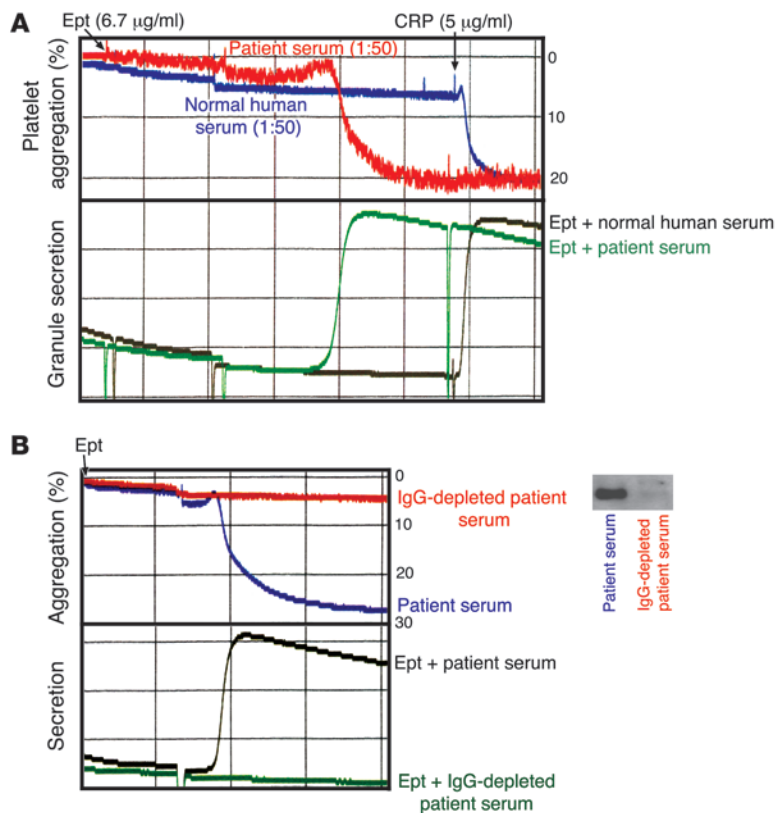 A
Ept (6.7 μg/ml)
CRP (5 μg/ml)
Platelet
aggregation (%)
Patient serum (1:50)
Normal human
serum (1:50)
0
10
20
Granule secretion
Ept + normal human serum
Ept + patient serum
B
Ept
Aggregation (%)
0
10
20
30
IgG-depleted patient
serum
Patient serum
Secretion
Ept + patient serum
Ept + IgG-depleted
patient serum
Patient serum
IgG-depleted
patient serum